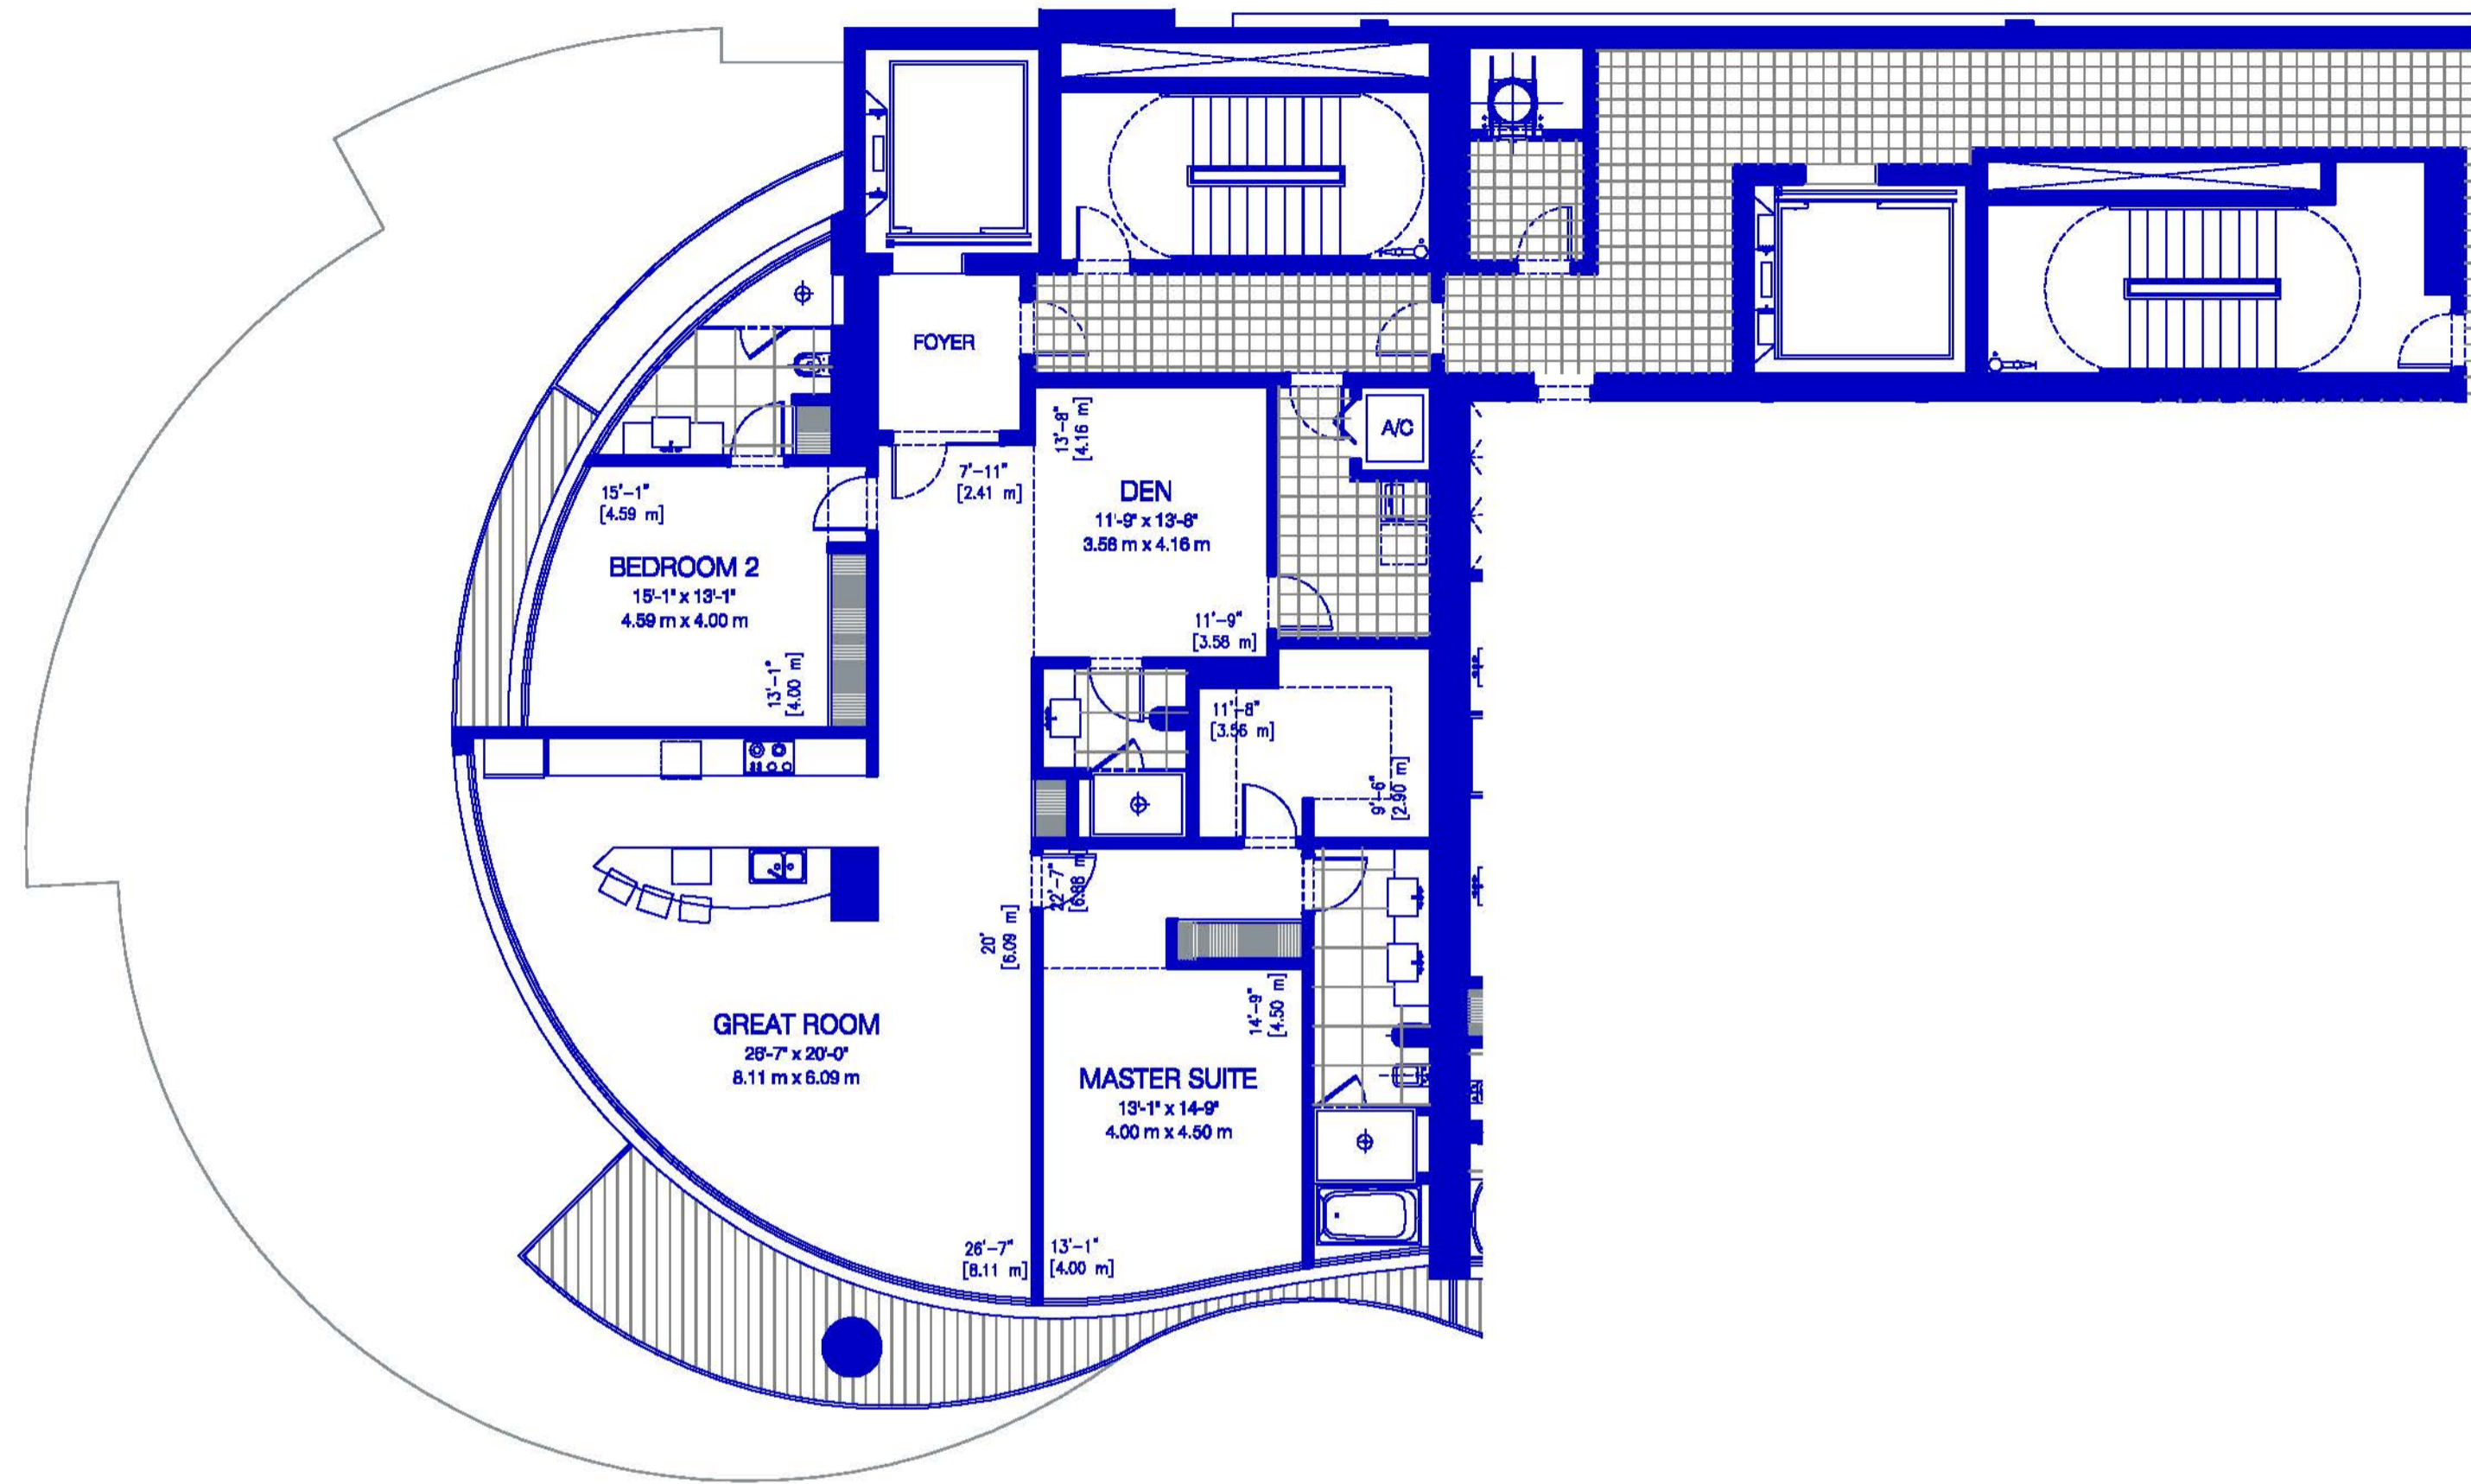 FOYER
A/C
13'-8"
[4.16 m]
7'-11"
[2.41 m]
DEN
11'-9" x 13'-8"
3.58 m x 4.16 m
15'-1"
[4.59 m]
BEDROOM 2
15'-1" x 13'-1"
4.59 m x 4.00 m
11'-9"
[3.58 m]
13'-1"
[4.00 m]
11'-8"
[3.56 m]
9'-6"
[2.90 m]
22'-7"
[6.88 m]
20'
[6.09 m]
14'-9"
[4.50 m]
GREAT ROOM
26'-7" x 20'-0"
8.11 m x 6.09 m
MASTER SUITE
13'-1" x 14-9"
4.00 m x 4.50 m
26'-7"
[8.11 m]
13'-1"
[4.00 m]